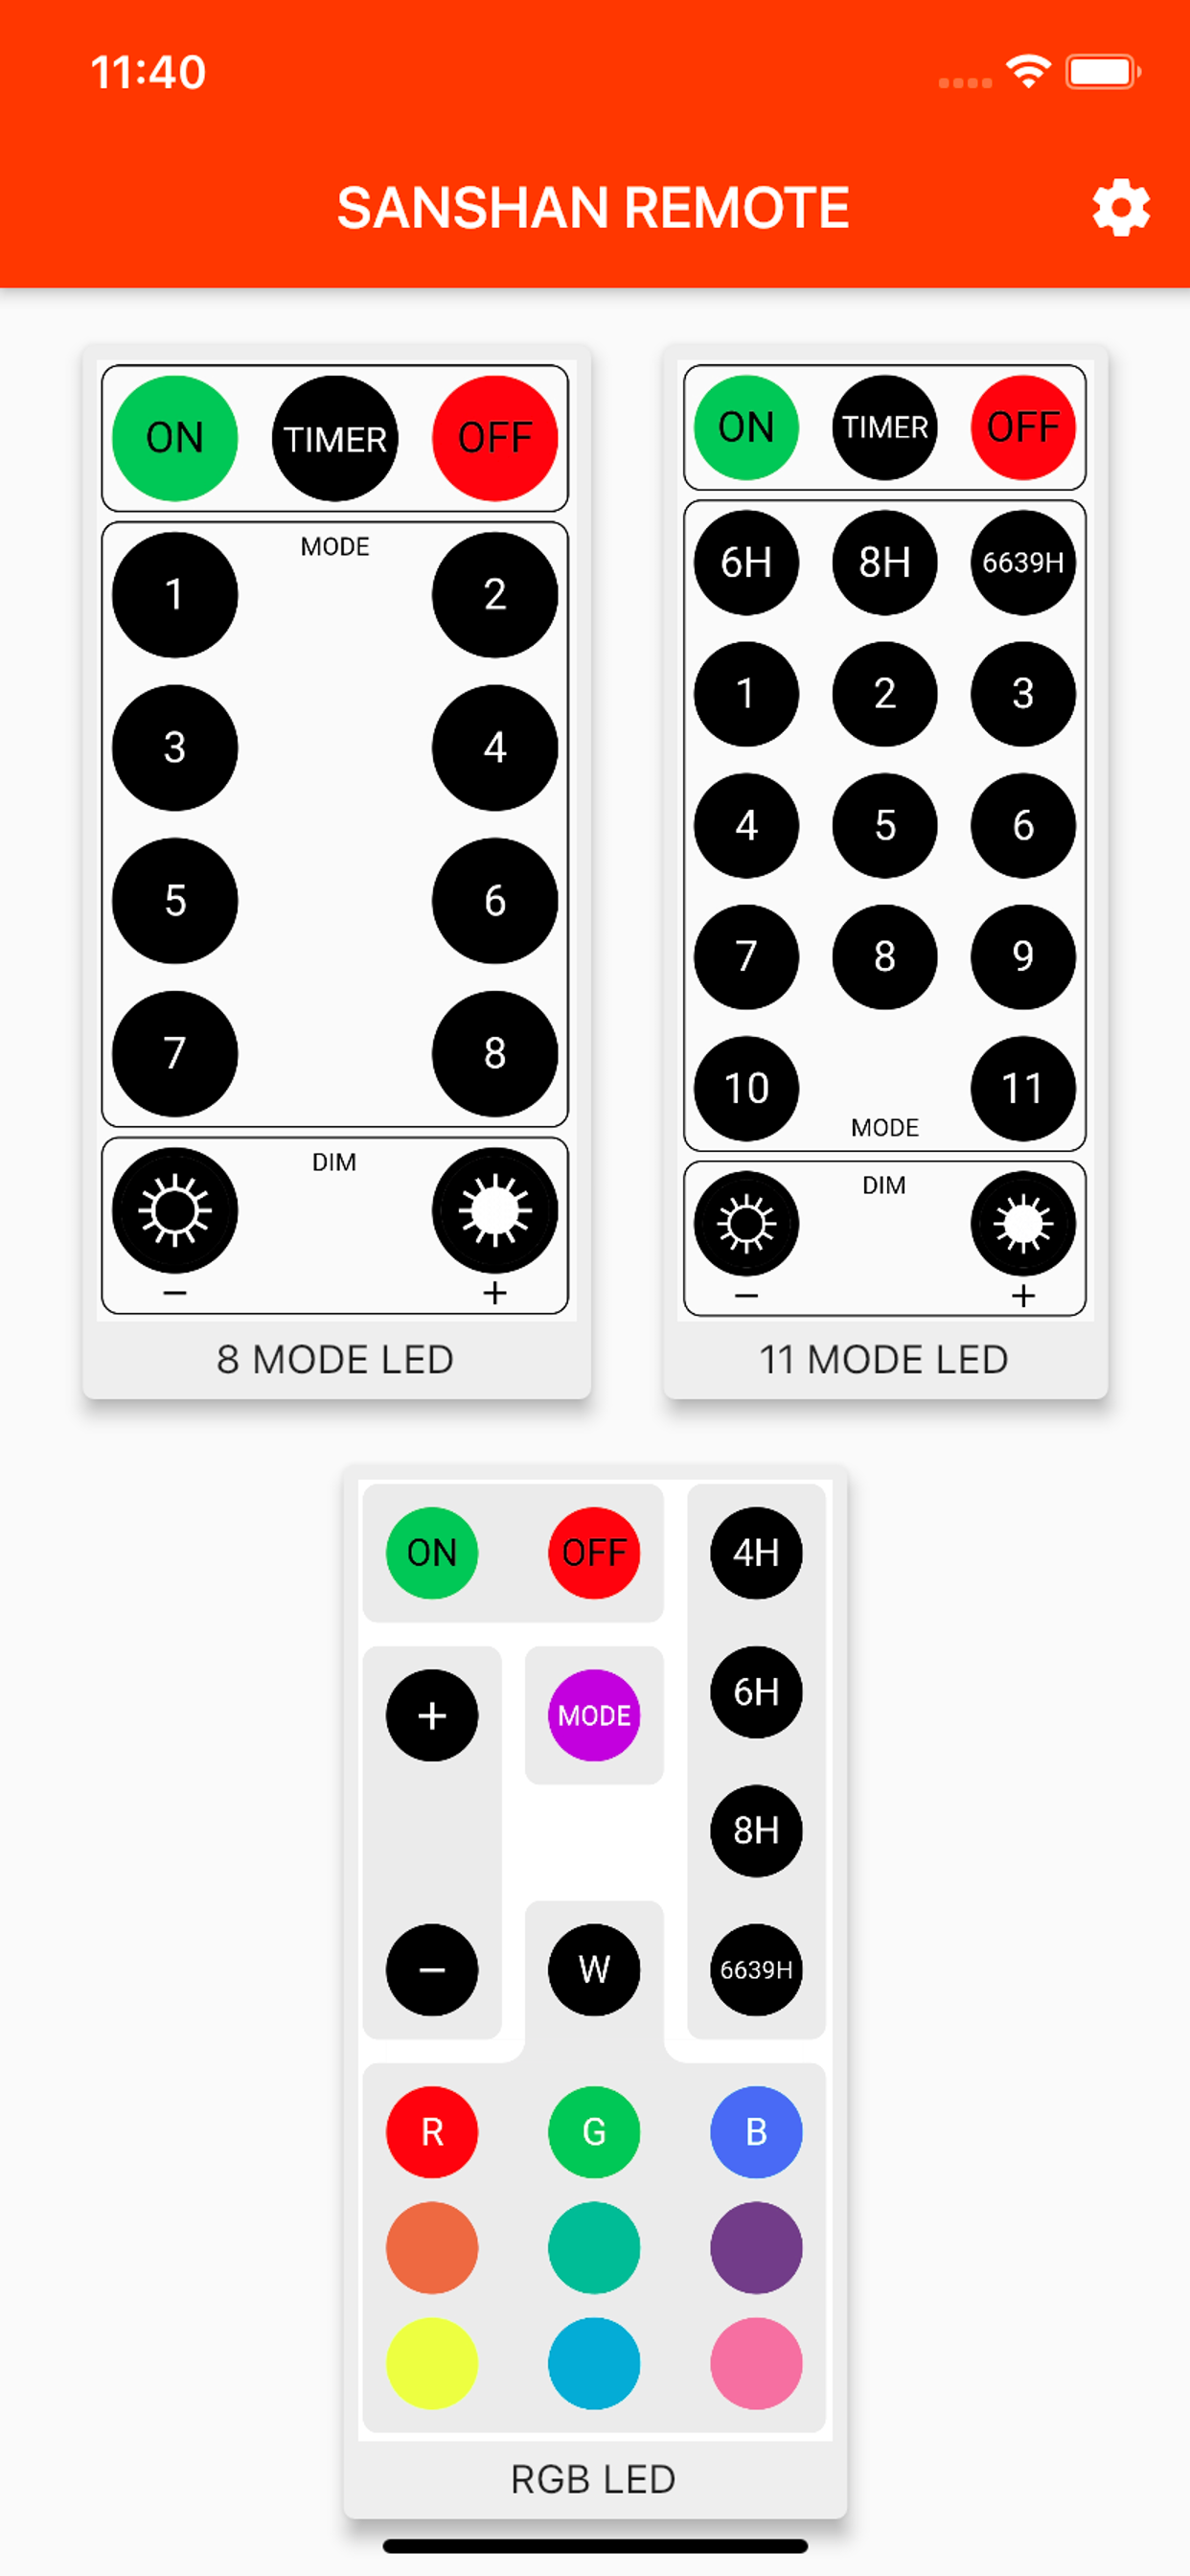 11:40
SANSHAN REMOTE
ON TIMER OFF
MODE
1 2
3 4
5 6
7 8
DIM
− +
8 MODE LED
ON TIMER OFF
6H 8H 6639H
1 2 3
4 5 6
7 8 9
10 11
MODE
DIM
− +
11 MODE LED
ON OFF 4H
6H
+ MODE
8H
− W 6639H
R G B
RGB LED